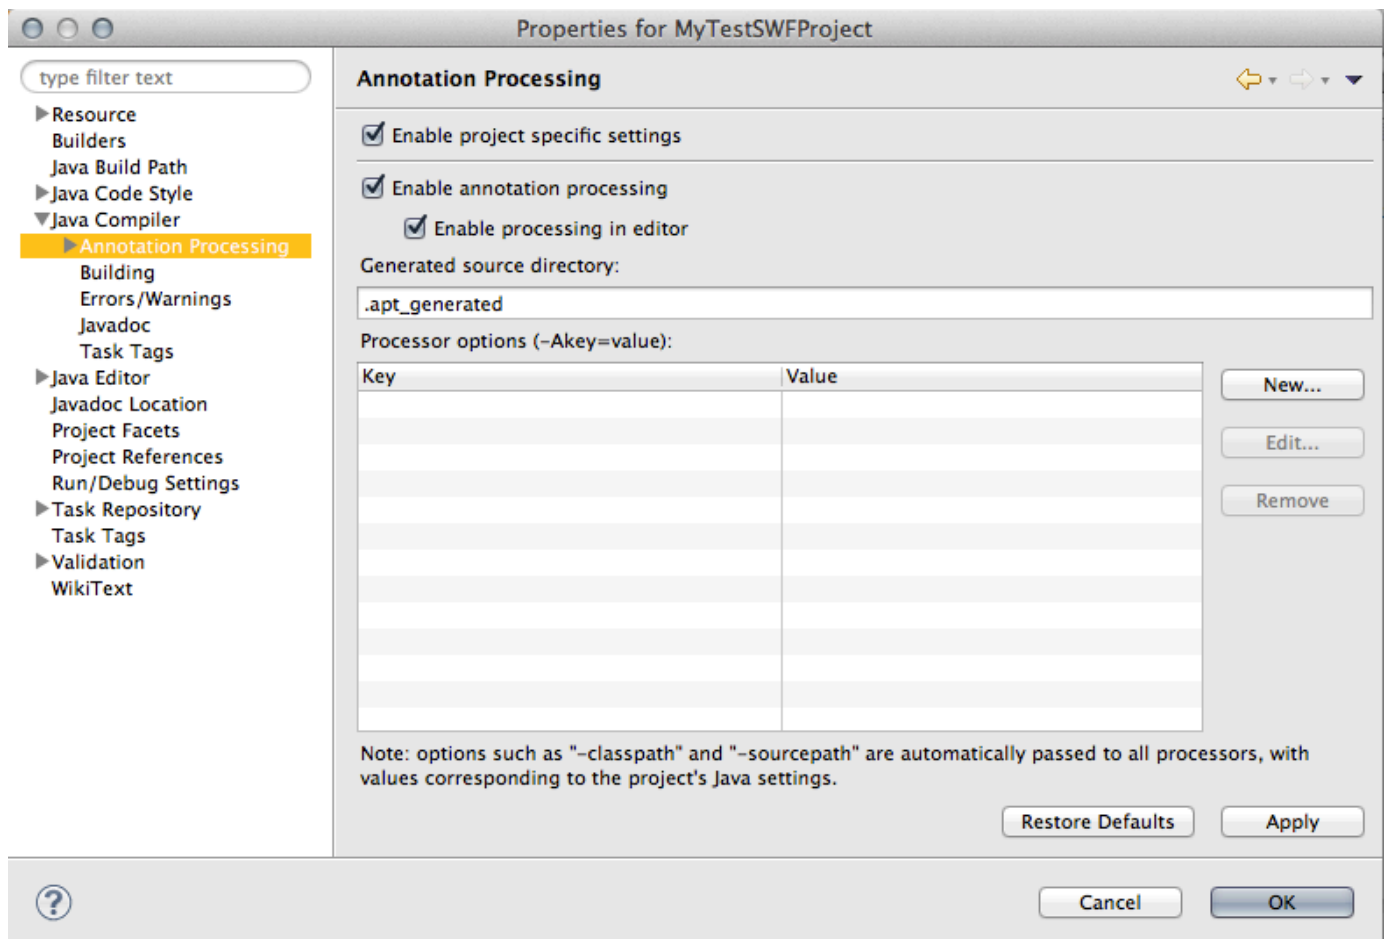 Properties for MyTestSWFProject
type filter text
Resource
Builders
Java Build Path
Java Code Style
Java Compiler
Annotation Processing
Building
Errors/Warnings
Javadoc
Task Tags
Java Editor
Javadoc Location
Project Facets
Project References
Run/Debug Settings
Task Repository
Task Tags
Validation
WikiText
Annotation Processing
Enable project specific settings
Enable annotation processing
Enable processing in editor
Generated source directory:
.apt_generated
Processor options (-Akey=value):
Key Value
New...
Edit...
Remove
Note: options such as "-classpath" and "-sourcepath" are automatically passed to all processors, with
values corresponding to the project's Java settings.
Restore Defaults Apply
? Cancel OK